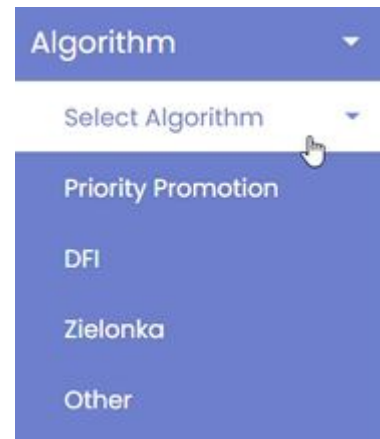 Algorithm
Select Algorithm
Priority Promotion
DFI
Zielonka
Other